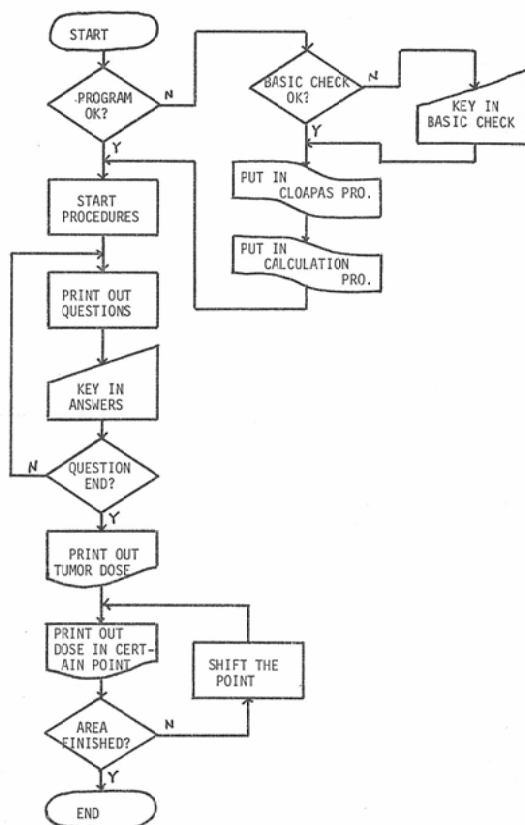 START
PROGRAM
OK?
N
Y
BASIC CHECK
OK?
N
Y
KEY IN
BASIC CHECK
PUT IN
CLOAPAS PRO.
PUT IN
CALCULATION
PRO.
START
PROCEDURES
PRINT OUT
QUESTIONS
KEY IN
ANSWERS
QUESTION
END?
N
Y
PRINT OUT
TUMOR DOSE
PRINT OUT
DOSE IN CERT-
AIN POINT
SHIFT THE
POINT
AREA
FINISHED?
N
Y
END